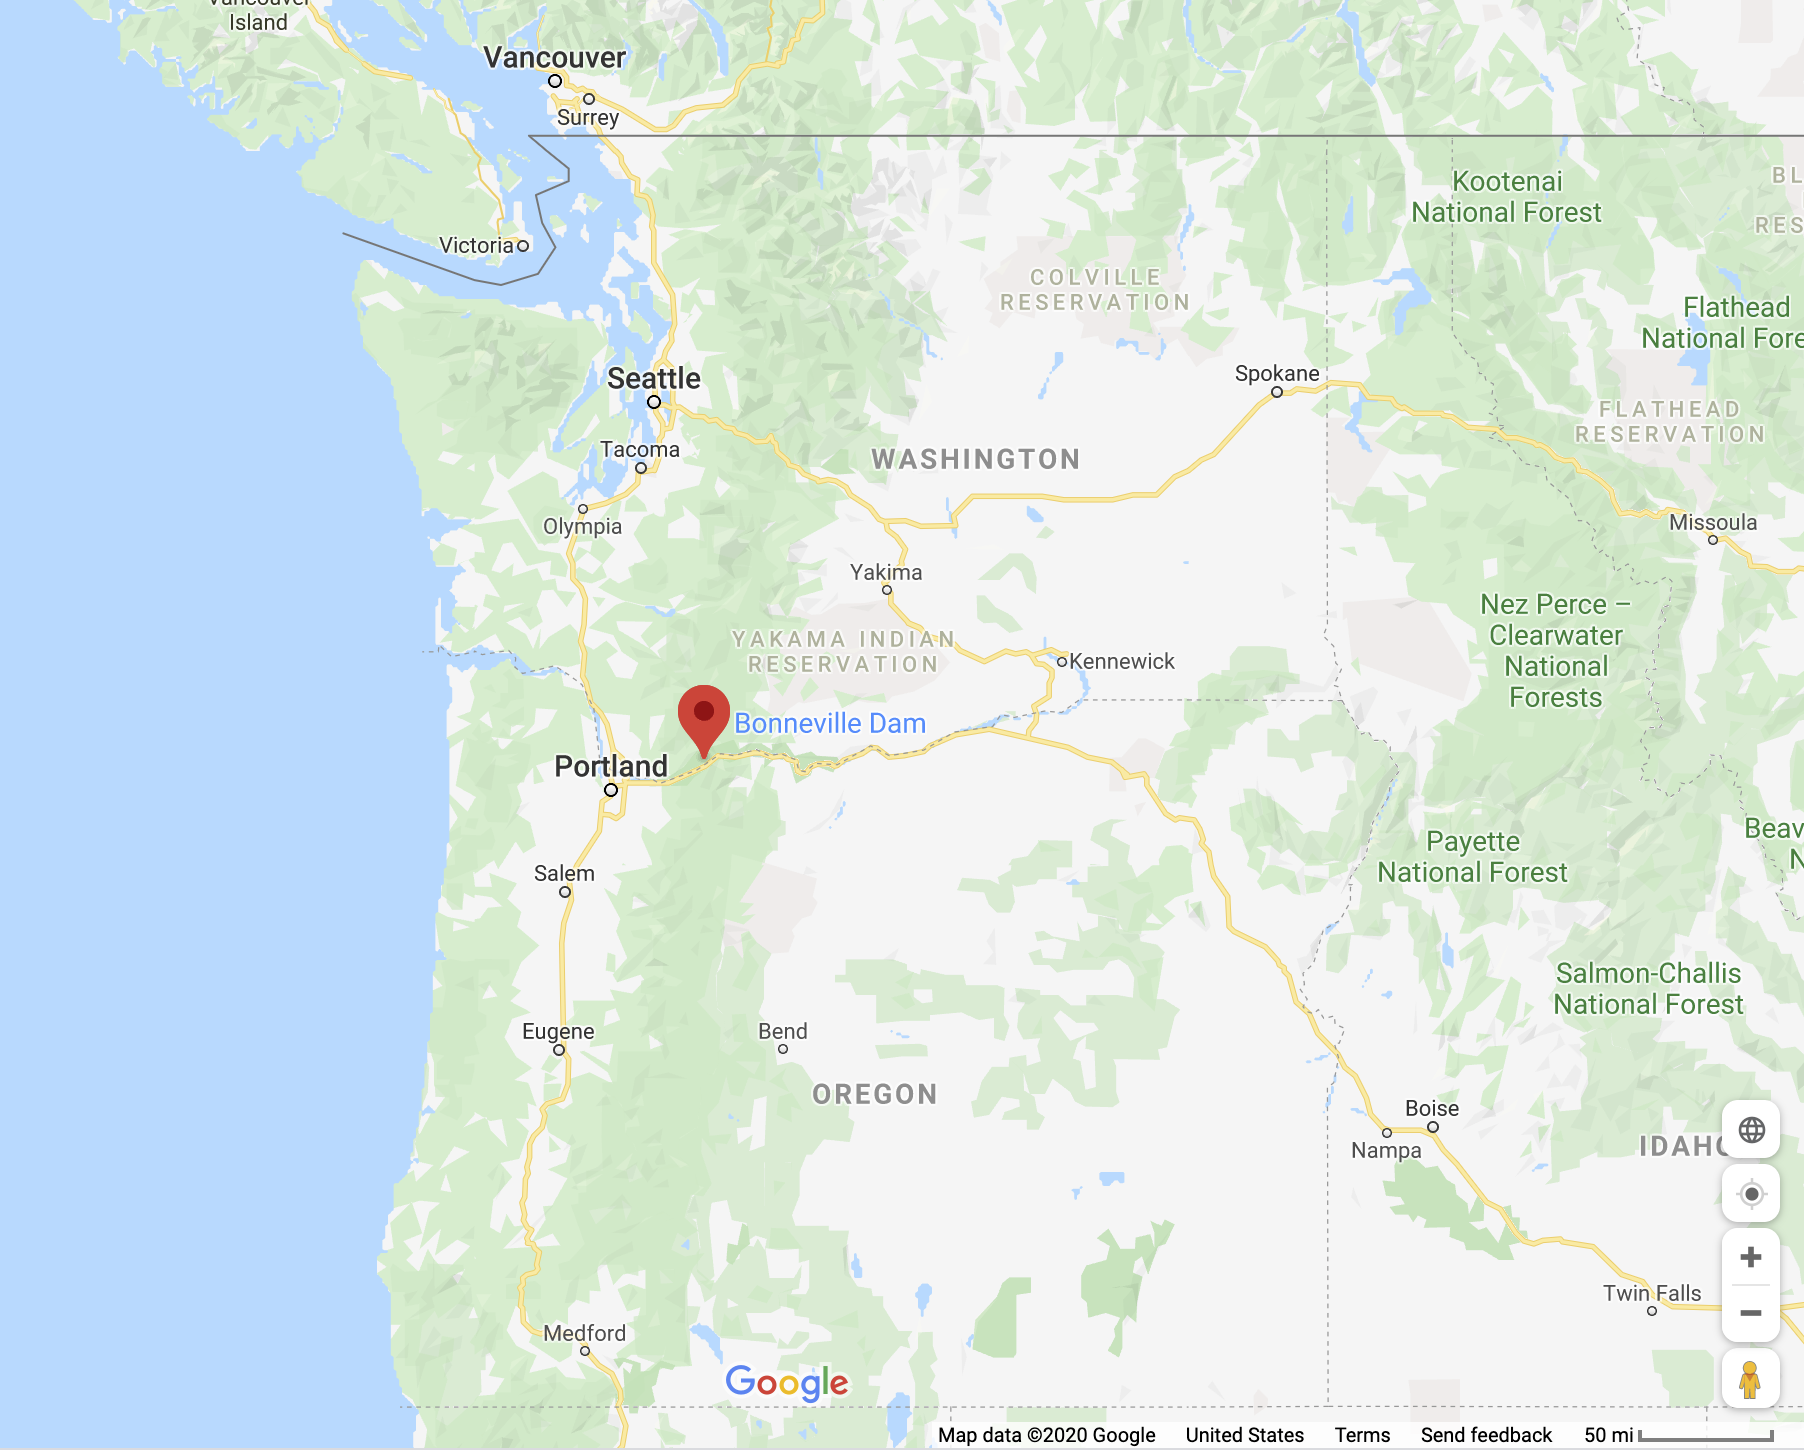 Vancouver
Island
Vancouver
Surrey
Kootenai
National Forest
BL
RES
Victoria
COLVILLE
RESERVATION
Flathead
National Fore
Seattle
Spokane
FLATHEAD
RESERVATION
Tacoma
WASHINGTON
Olympia
Missoula
Yakima
Nez Perce –
Clearwater
National
Forests
YAKAMA INDIAN
RESERVATION
Kennewick
Bonneville Dam
Portland
Beav
N
Payette
National Forest
Salem
Salmon-Challis
National Forest
Eugene
Bend
OREGON
Boise
Nampa
IDAHO
Twin Falls
Medford
Google
Map data ©2020 Google United States Terms Send feedback 50 mi